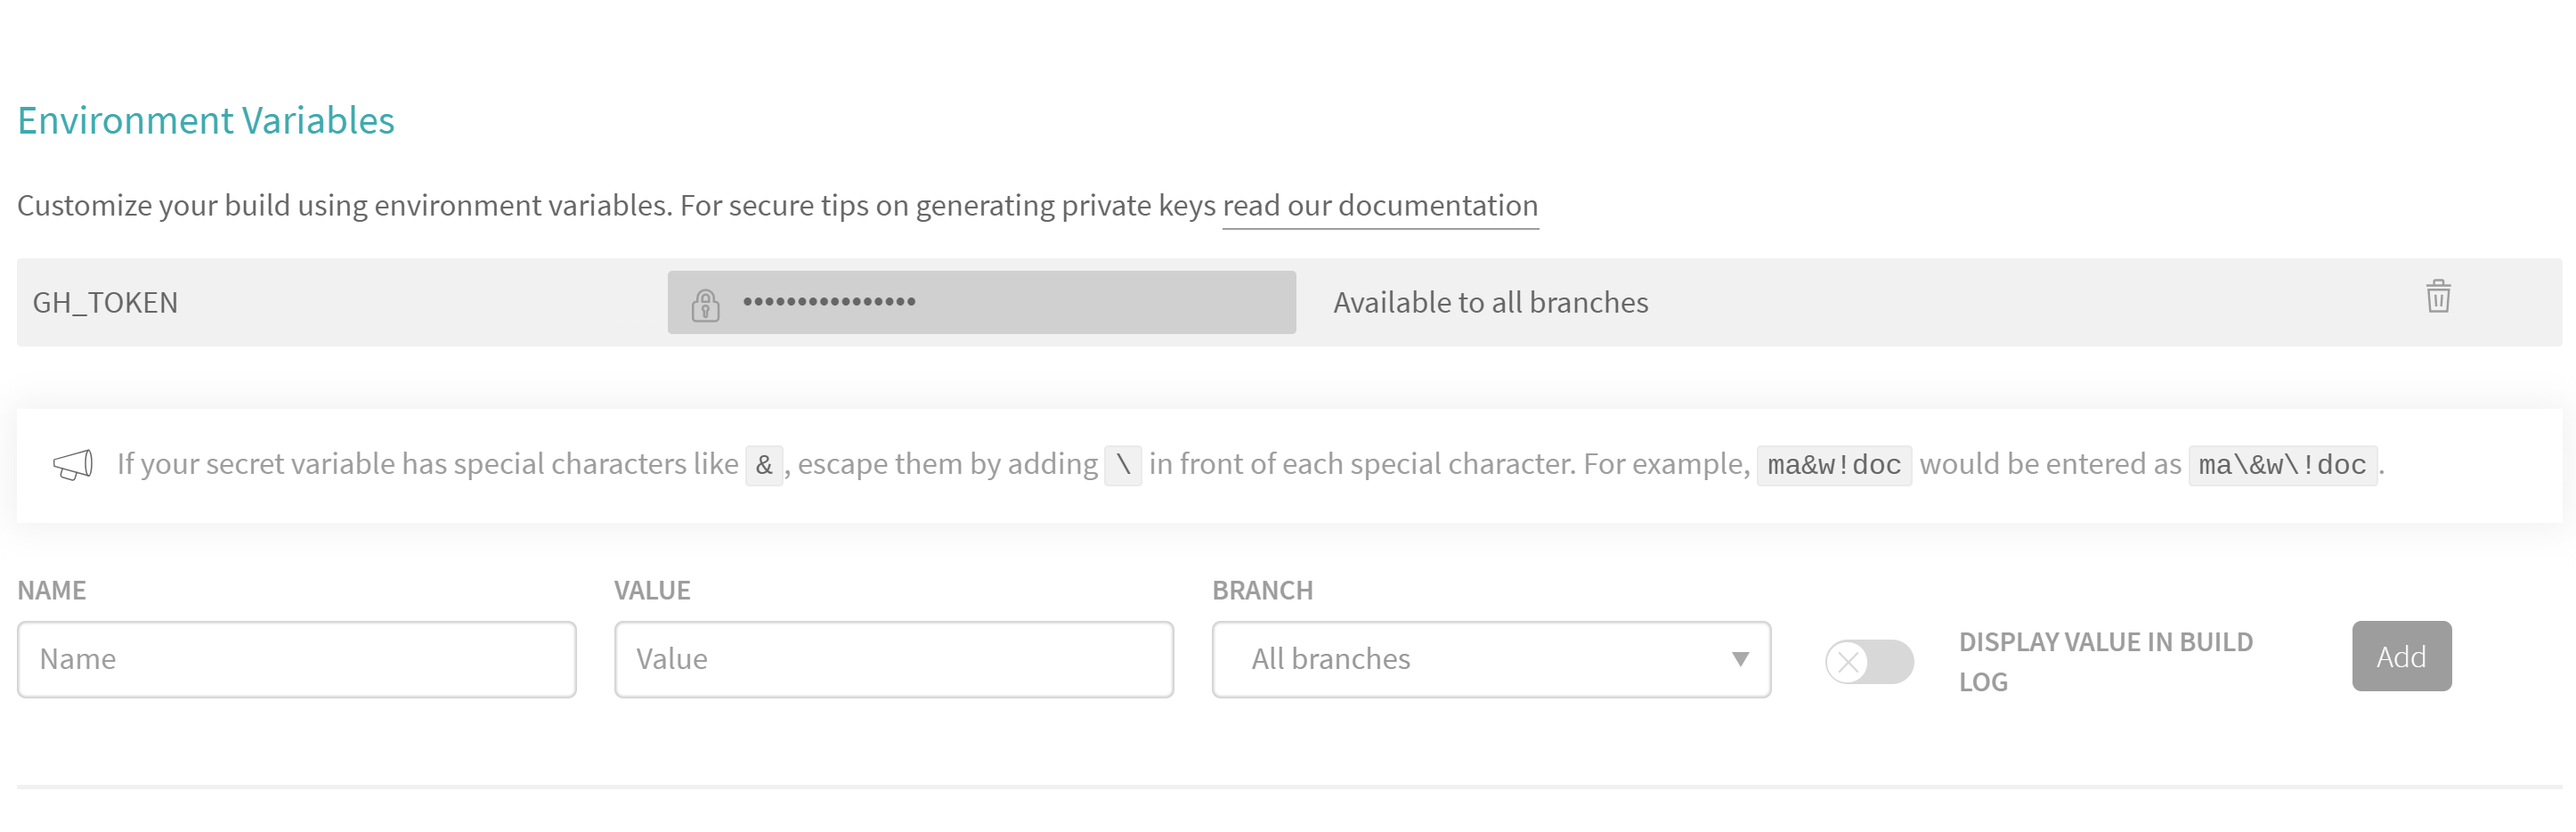 Environment Variables
Customize your build using environment variables. For secure tips on generating private keys read our documentation
GH_TOKEN •••••••••••••••• Available to all branches
If your secret variable has special characters like & , escape them by adding \ in front of each special character. For example, ma&w!doc would be entered as ma\&w\!doc .
NAME VALUE BRANCH
Name Value All branches DISPLAY VALUE IN BUILD Add
LOG